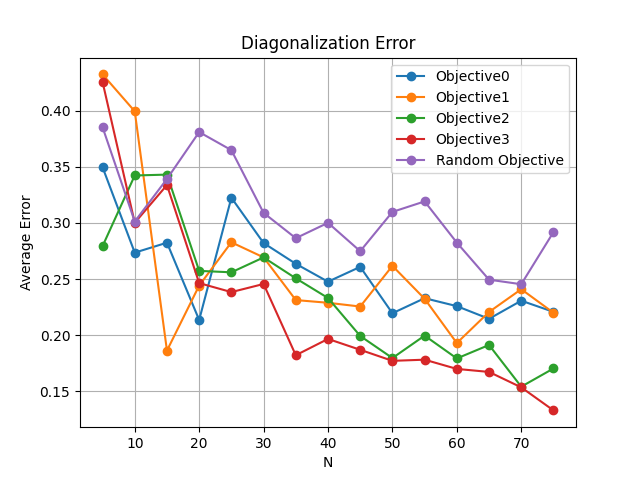 Diagonalization Error
Objective0
Objective1
Objective2
Objective3
Random Objective
Average Error
0.40
0.35
0.30
0.25
0.20
0.15
10 20 30 40 50 60 70
N